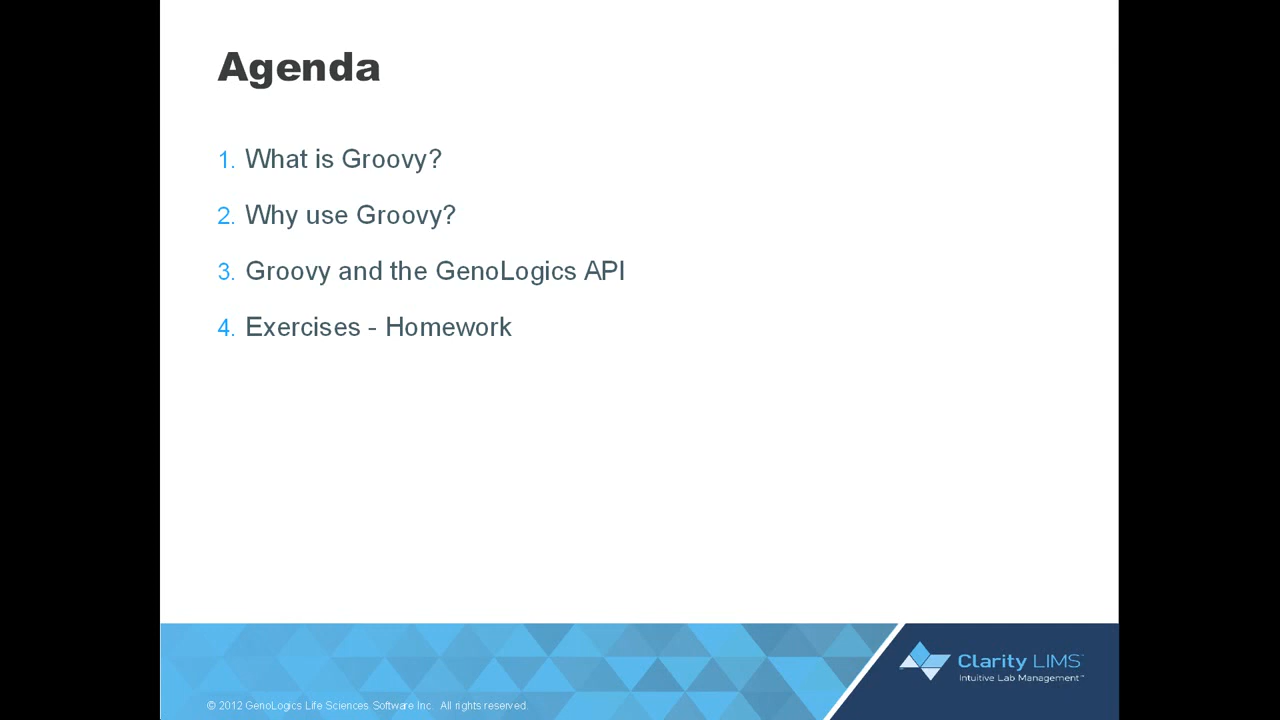 Agenda
1. What is Groovy?
2. Why use Groovy?
3. Groovy and the GenoLogics API
4. Exercises - Homework
Clarity LIMS™
Intuitive Lab Management™
© 2012 GenoLogics Life Sciences Software Inc. All rights reserved.